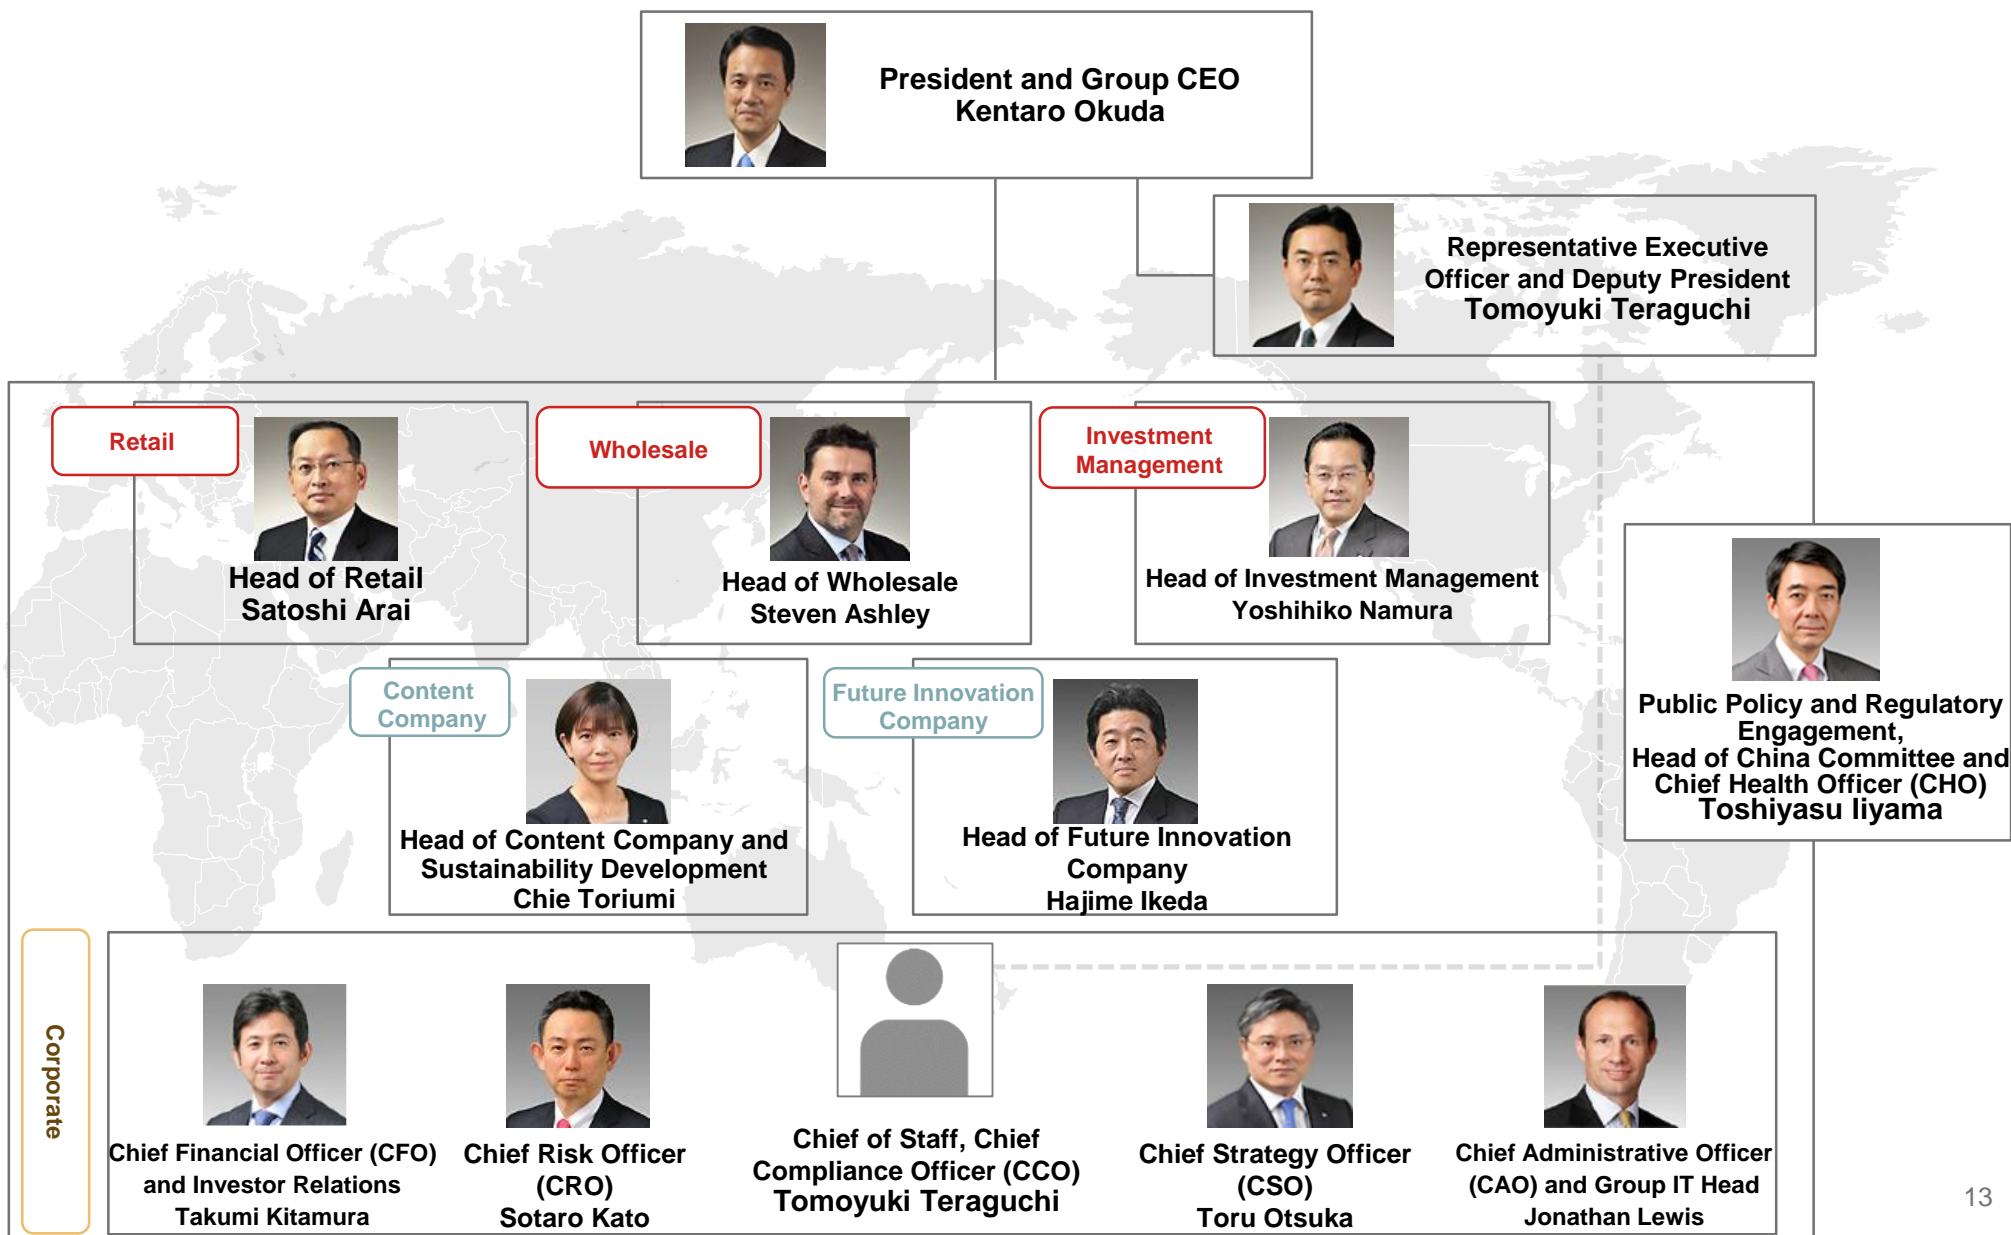 President and Group CEO
Kentaro Okuda
Representative Executive
Officer and Deputy President
Tomoyuki Teraguchi
Retail
Head of Retail
Satoshi Arai
Wholesale
Head of Wholesale
Steven Ashley
Investment
Management
Head of Investment Management
Yoshihiko Namura
Public Policy and Regulatory
Engagement,
Head of China Committee and
Chief Health Officer (CHO)
Toshiyasu Iiyama
Content
Company
Head of Content Company and
Sustainability Development
Chie Toriumi
Future Innovation
Company
Head of Future Innovation
Company
Hajime Ikeda
Corporate
Chief Financial Officer (CFO)
and Investor Relations
Takumi Kitamura
Chief Risk Officer
(CRO)
Sotaro Kato
Chief of Staff, Chief
Compliance Officer (CCO)
Tomoyuki Teraguchi
Chief Strategy Officer
(CSO)
Toru Otsuka
Chief Administrative Officer
(CAO) and Group IT Head
Jonathan Lewis
13